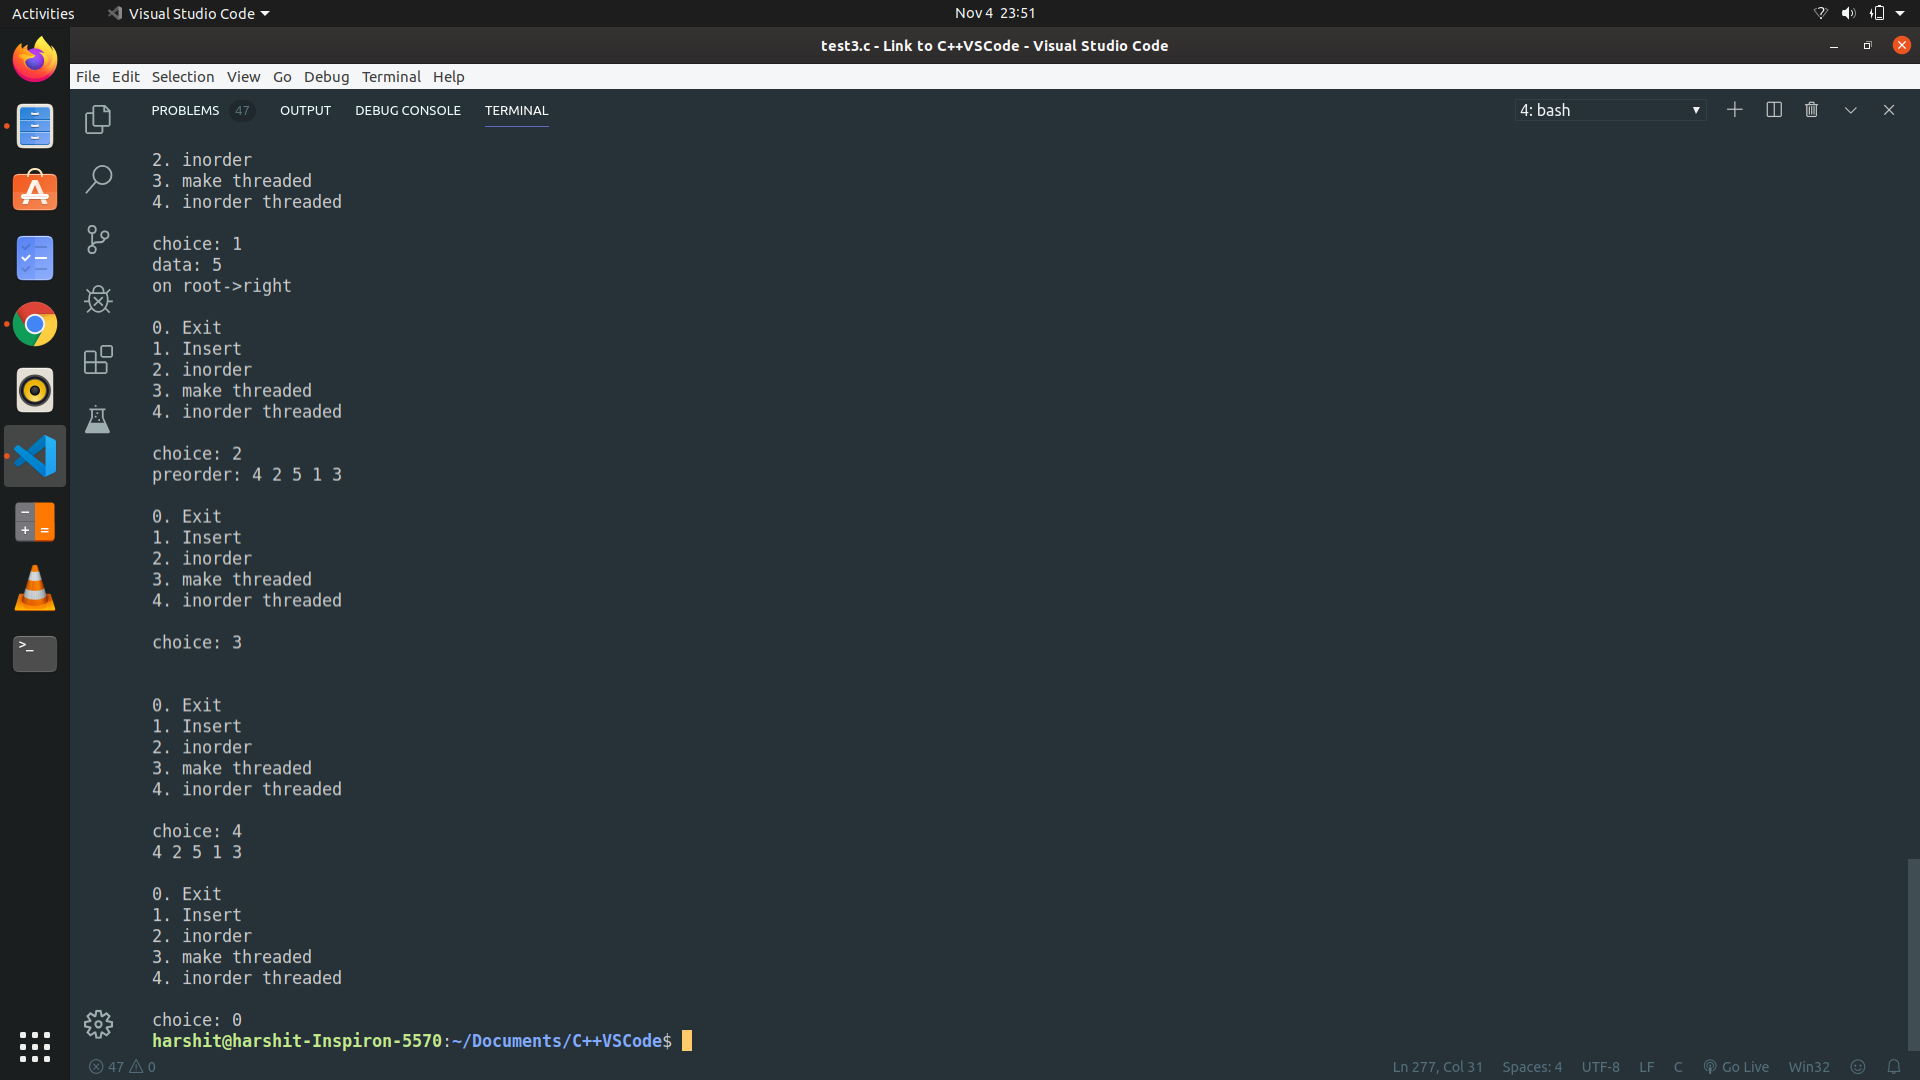 Activities Visual Studio Code Nov 4 23:51
test3.c - Link to C++VSCode - Visual Studio Code
File Edit Selection View Go Debug Terminal Help
PROBLEMS 47 OUTPUT DEBUG CONSOLE TERMINAL 4: bash
2. inorder
3. make threaded
4. inorder threaded
choice: 1
data: 5
on root->right
0. Exit
1. Insert
2. inorder
3. make threaded
4. inorder threaded
choice: 2
preorder: 4 2 5 1 3
0. Exit
1. Insert
2. inorder
3. make threaded
4. inorder threaded
choice: 3
0. Exit
1. Insert
2. inorder
3. make threaded
4. inorder threaded
choice: 4
4 2 5 1 3
0. Exit
1. Insert
2. inorder
3. make threaded
4. inorder threaded
choice: 0
harshit@harshit-Inspiron-5570:~/Documents/C++VSCode$
47 0 Ln 277, Col 31 Spaces: 4 UTF-8 LF C Go Live Win32